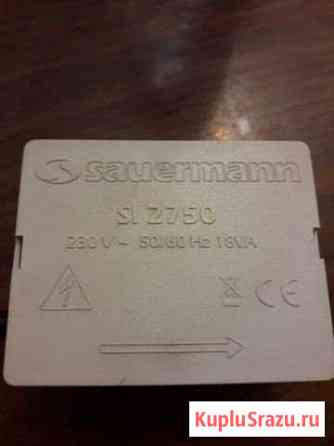 sauermann
SI 2750
230 V ~ 50/60 Hz 18VA
CE
KupluSrazu.ru